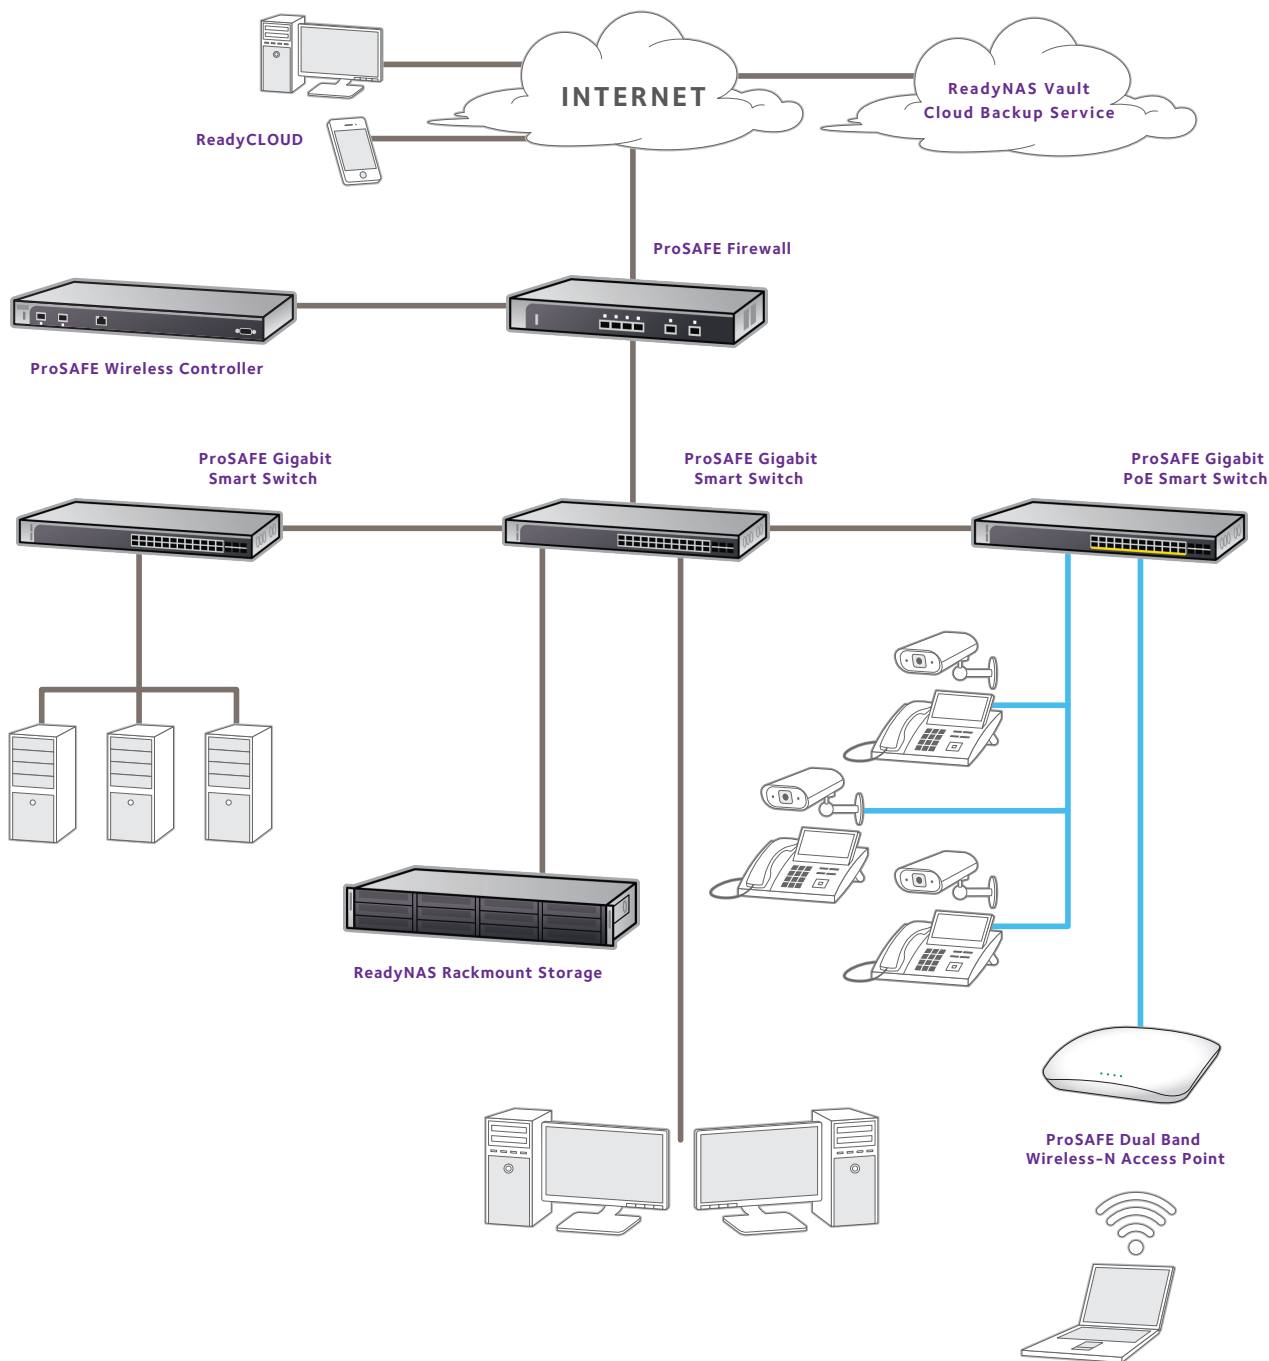 INTERNET
ReadyNAS Vault
Cloud Backup Service
ReadyCLOUD
ProSAFE Firewall
ProSAFE Wireless Controller
ProSAFE Gigabit
Smart Switch
ProSAFE Gigabit
Smart Switch
ProSAFE Gigabit
PoE Smart Switch
ReadyNAS Rackmount Storage
ProSAFE Dual Band
Wireless-N Access Point